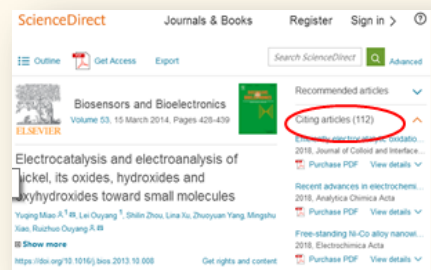 ScienceDirect
Journals & Books
Register
Sign in >
?
Outline
Get Access
Export
Search ScienceDirect
Advanced
ELSEVIER
Biosensors and Bioelectronics
Volume 53, 15 March 2014, Pages 428-439
Electrocatalysis and electroanalysis of
nickel, its oxides, hydroxides and
oxyhydroxides toward small molecules
Yuqing Miao, Lei Ouyang, Shilin Zhou, Lina Xu, Zhuoyuan Yang, Mingshu
Xiao, Ruizhuo Ouyang
Show more
https://doi.org/10.1016/j.bios.2013.10.008
Get rights and content
Recommended articles
Citing articles (112)
2018, Journal of Colloid and Interface...
Purchase PDF View details
Recent advances in electrochemi...
2018, Analytica Chimica Acta
Purchase PDF View details
Free-standing Ni-Co alloy nanowi...
2018, Electrochimica Acta
Purchase PDF View details